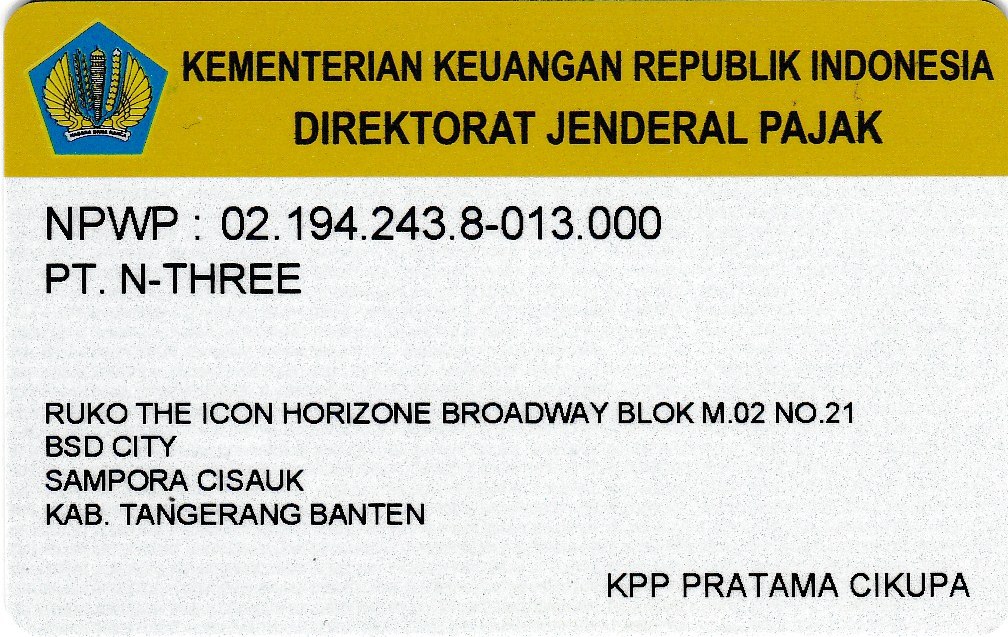 KEMENTERIAN KEUANGAN REPUBLIK INDONESIA
DIREKTORAT JENDERAL PAJAK
NPWP : 02.194.243.8-013.000
PT. N-THREE
RUKO THE ICON HORIZONE BROADWAY BLOK M.02 NO.21
BSD CITY
SAMPORA CISAUK
KAB. TANGERANG BANTEN
KPP PRATAMA CIKUPA